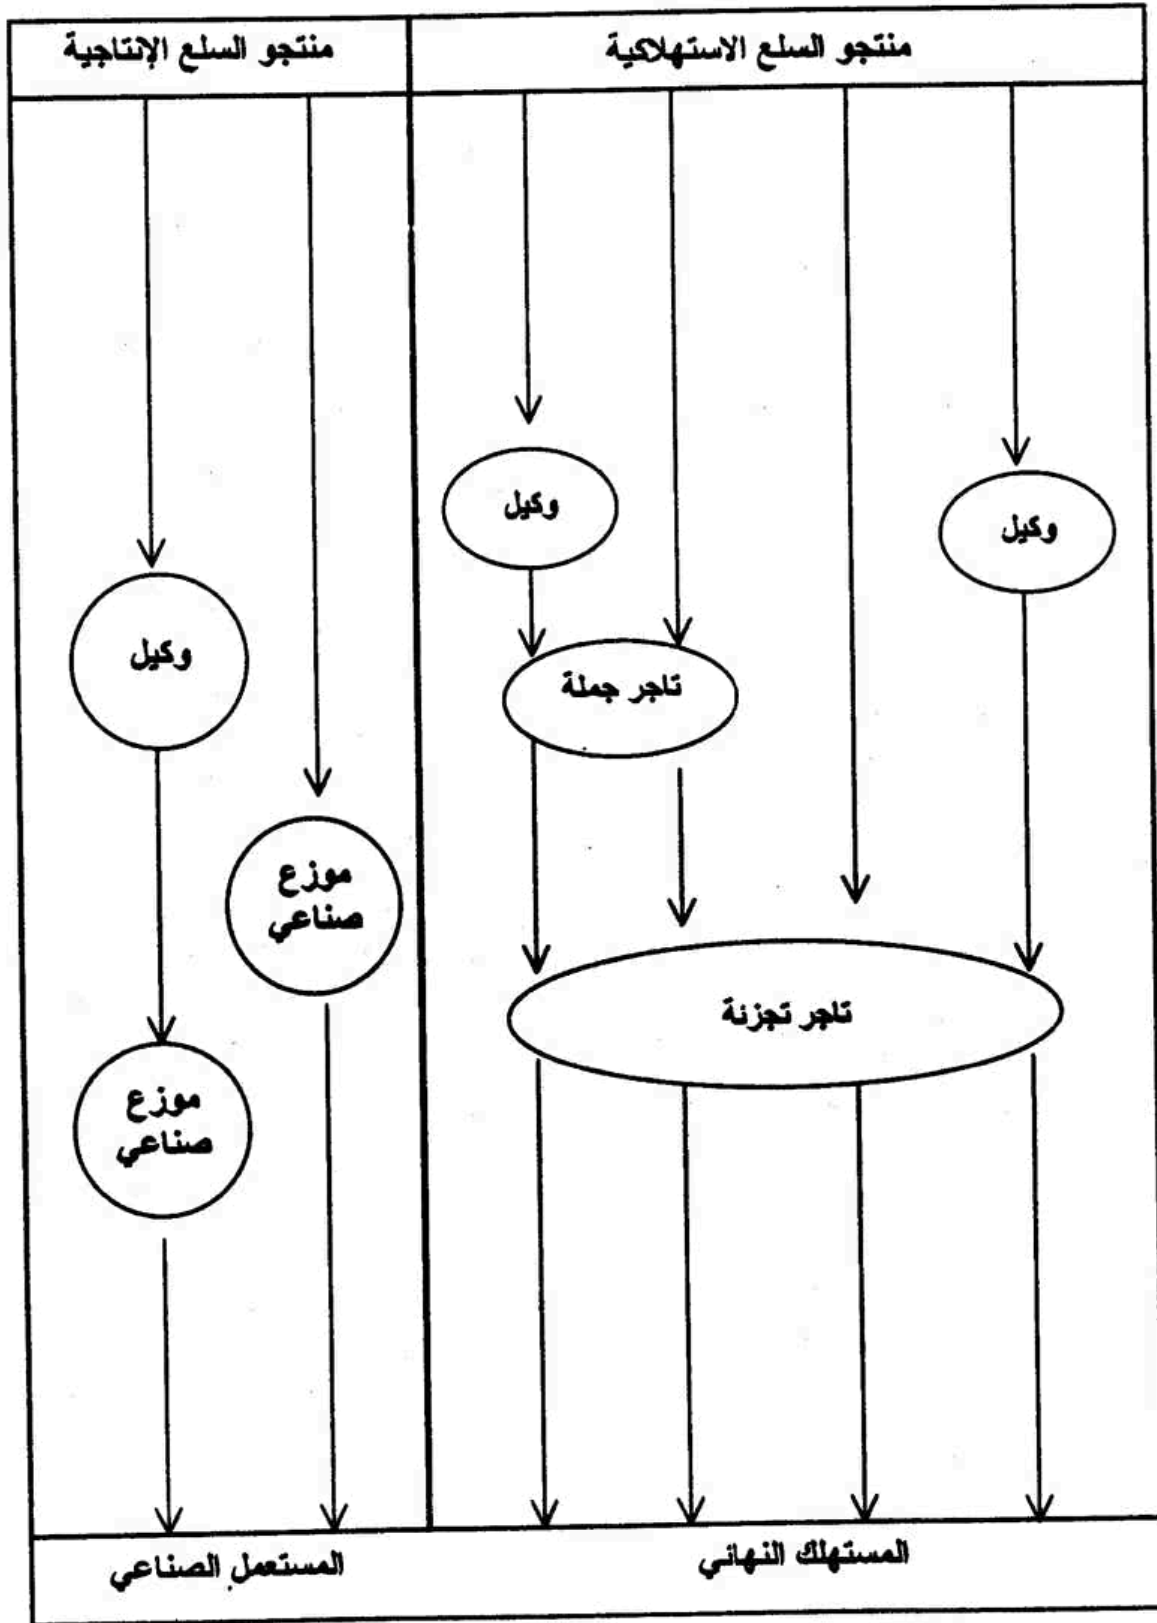 منتجو السلع الاستهلاكية
منتجو السلع الإنتاجية
وكيل
وكيل
تاجر جملة
تاجر تجزئة
وكيل
موزع
صناعي
موزع
صناعي
المستهلك النهائي
المستعمل الصناعي